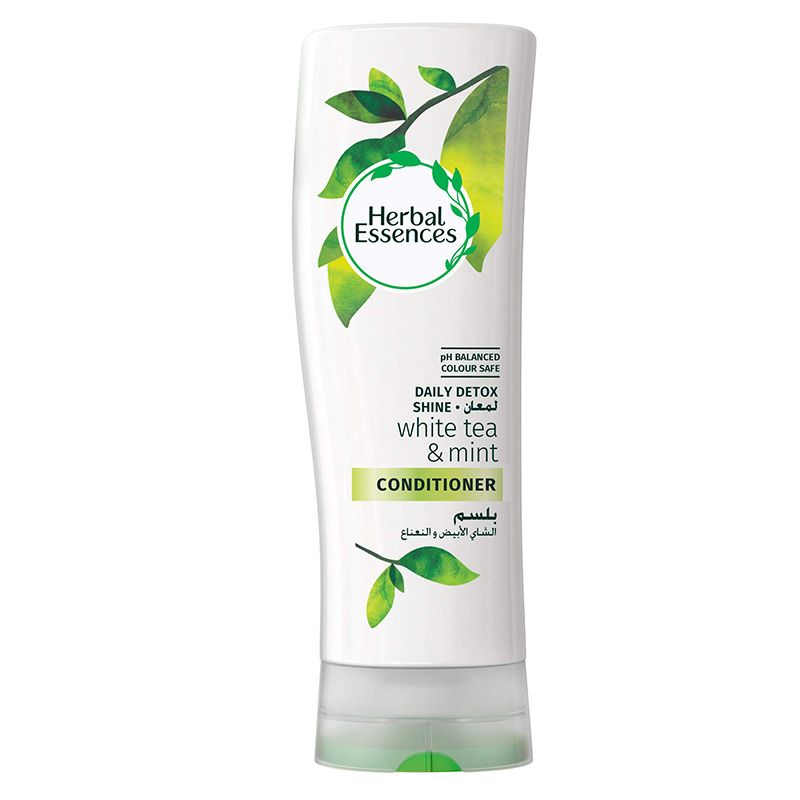 Herbal
Essences
pH BALANCED
COLOUR SAFE
DAILY DETOX
SHINE • لمعان
white tea
& mint
CONDITIONER
بلسم
الشاي الأبيض و النعناع